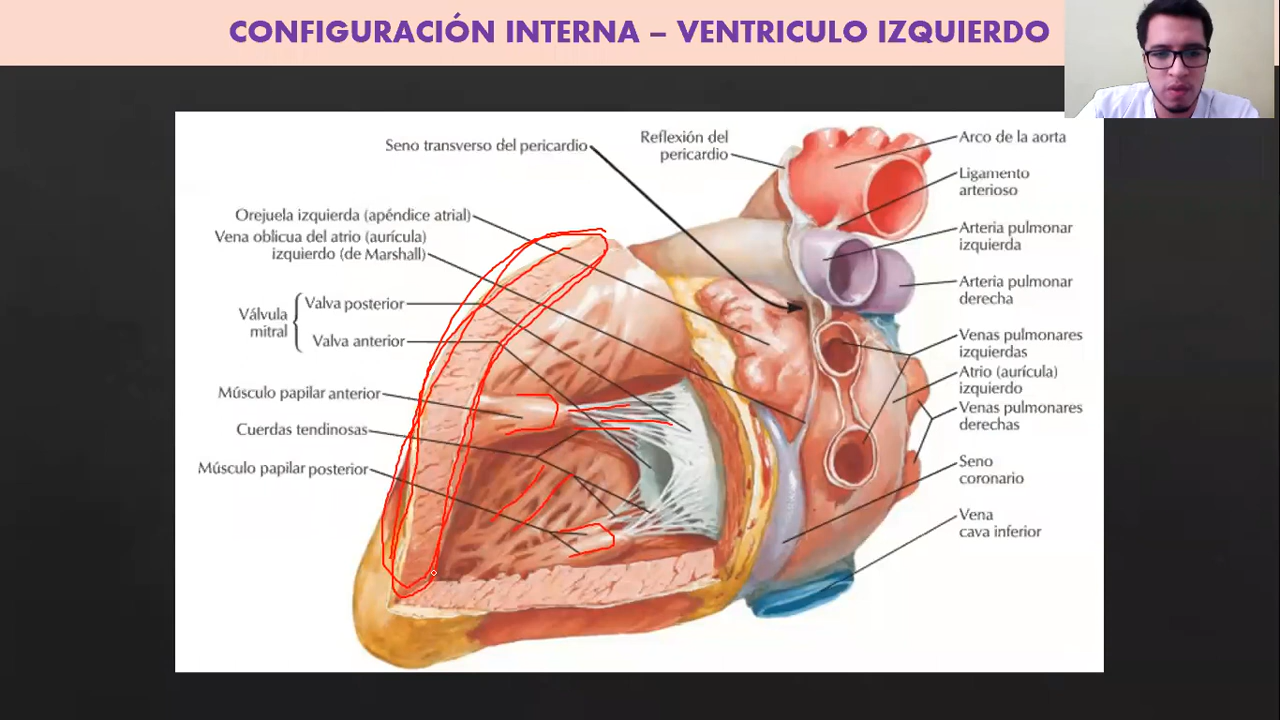 CONFIGURACIÓN INTERNA – VENTRICULO IZQUIERDO
Seno transverso del pericardio
Reflexión del
pericardio
Orejuela izquierda (apéndice atrial)
Vena oblicua del atrio (aurícula)
izquierdo (de Marshall)
Válvula
mitral
Valva posterior
Valva anterior
Músculo papilar anterior
Cuerdas tendinosas
Músculo papilar posterior
Arco de la aorta
Ligamento
arterioso
Arteria pulmonar
izquierda
Arteria pulmonar
derecha
Venas pulmonares
izquierdas
Atrio (aurícula)
izquierdo
Venas pulmonares
derechas
Seno
coronario
Vena
cava inferior